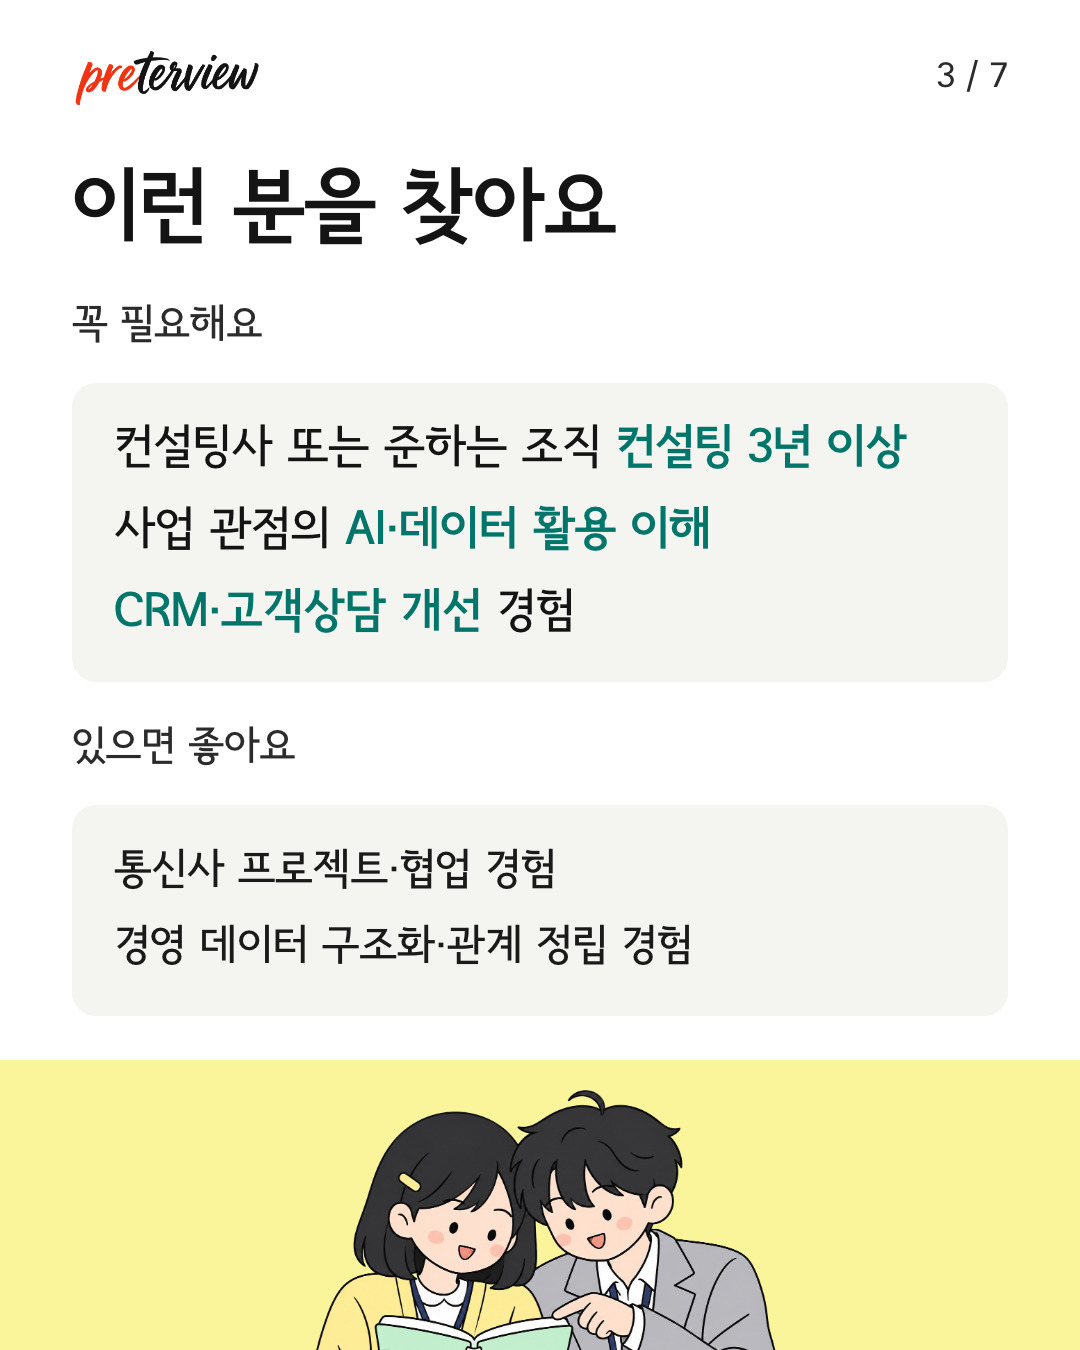 preterview
3 / 7
이런 분을 찾아요
꼭 필요해요
컨설팅사 또는 준하는 조직 컨설팅 3년 이상
사업 관점의 AI·데이터 활용 이해
CRM·고객상담 개선 경험
있으면 좋아요
통신사 프로젝트·협업 경험
경영 데이터 구조화·관계 정립 경험